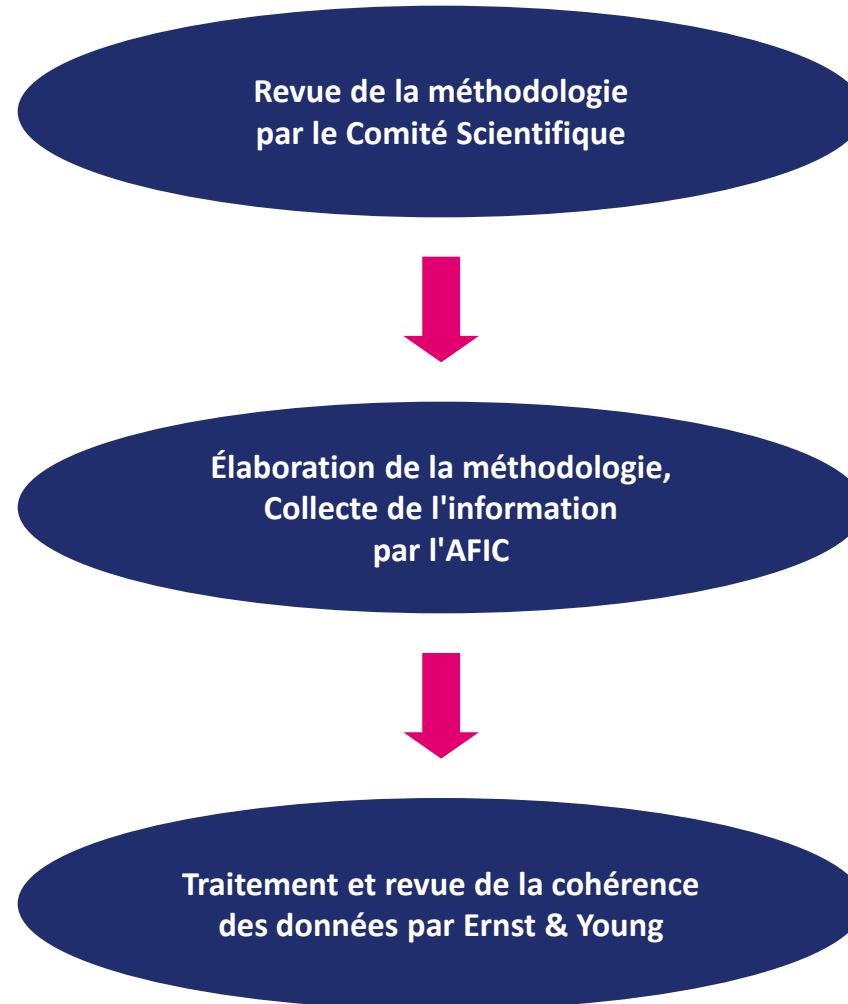 Revue de la méthodologie
par le Comité Scientifique
Élaboration de la méthodologie,
Collecte de l'information
par l'AFIC
Traitement et revue de la cohérence
des données par Ernst & Young